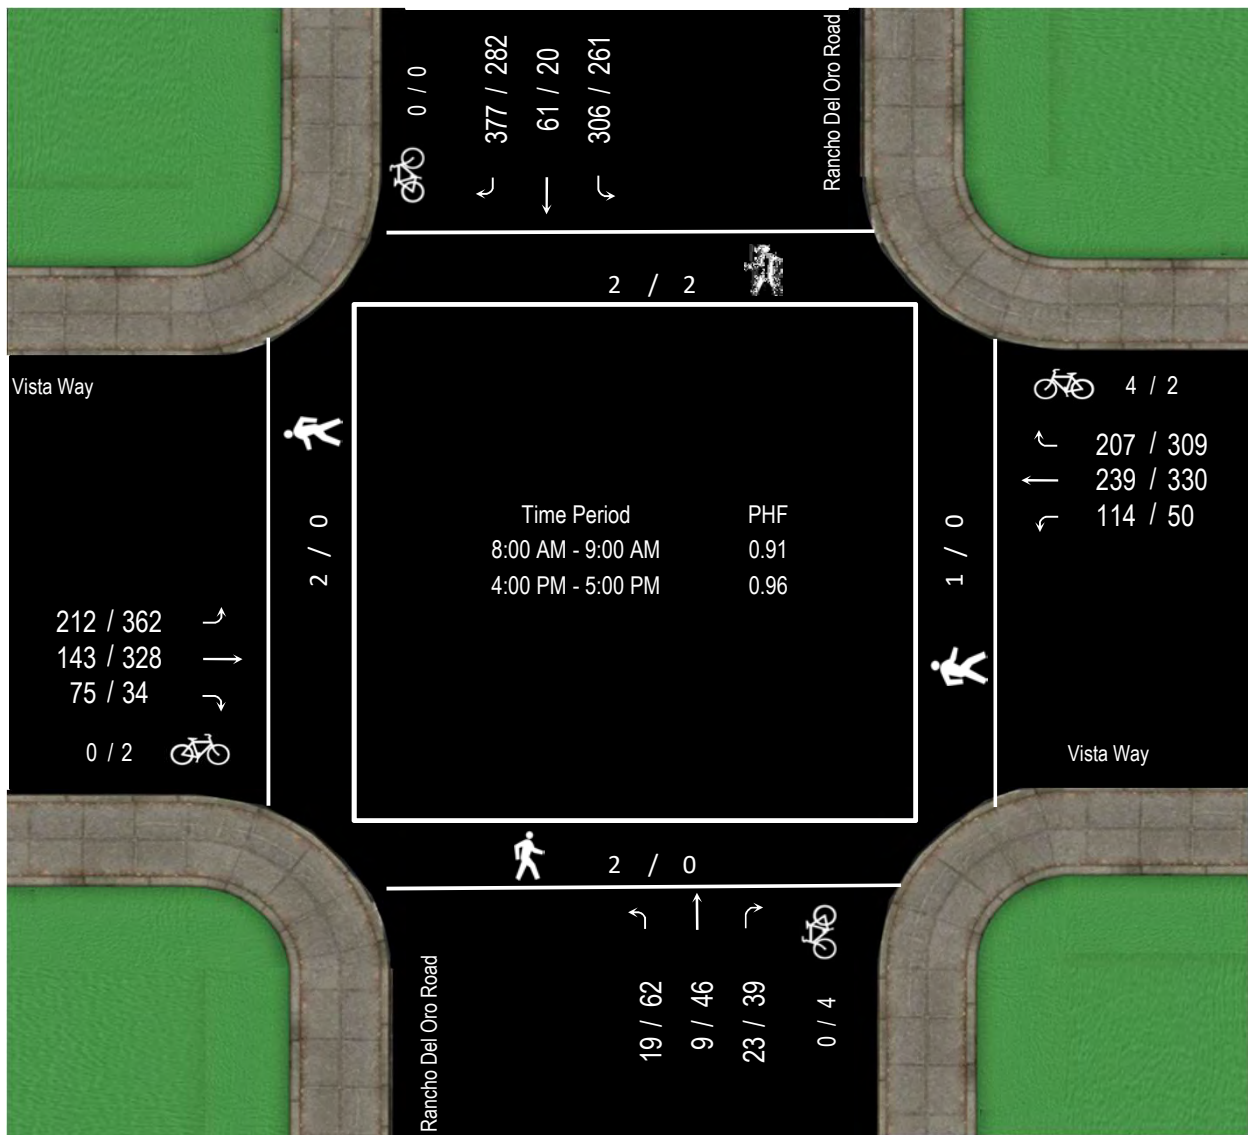 0 / 0
377 / 282
61 / 20
306 / 261
Rancho Del Oro Road
2 / 2
Vista Way
4 / 2
207 / 309
239 / 330
114 / 50
2 / 0
Time Period PHF
8:00 AM - 9:00 AM 0.91
4:00 PM - 5:00 PM 0.96
1 / 0
212 / 362
143 / 328
75 / 34
0 / 2
Vista Way
2 / 0
Rancho Del Oro Road
19 / 62
9 / 46
23 / 39
0 / 4